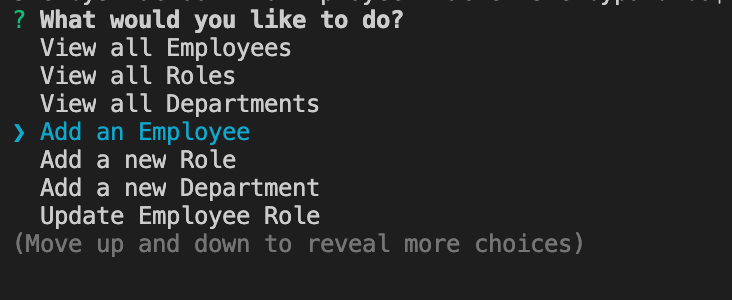 ? What would you like to do?
View all Employees
View all Roles
View all Departments
❯ Add an Employee
Add a new Role
Add a new Department
Update Employee Role
(Move up and down to reveal more choices)